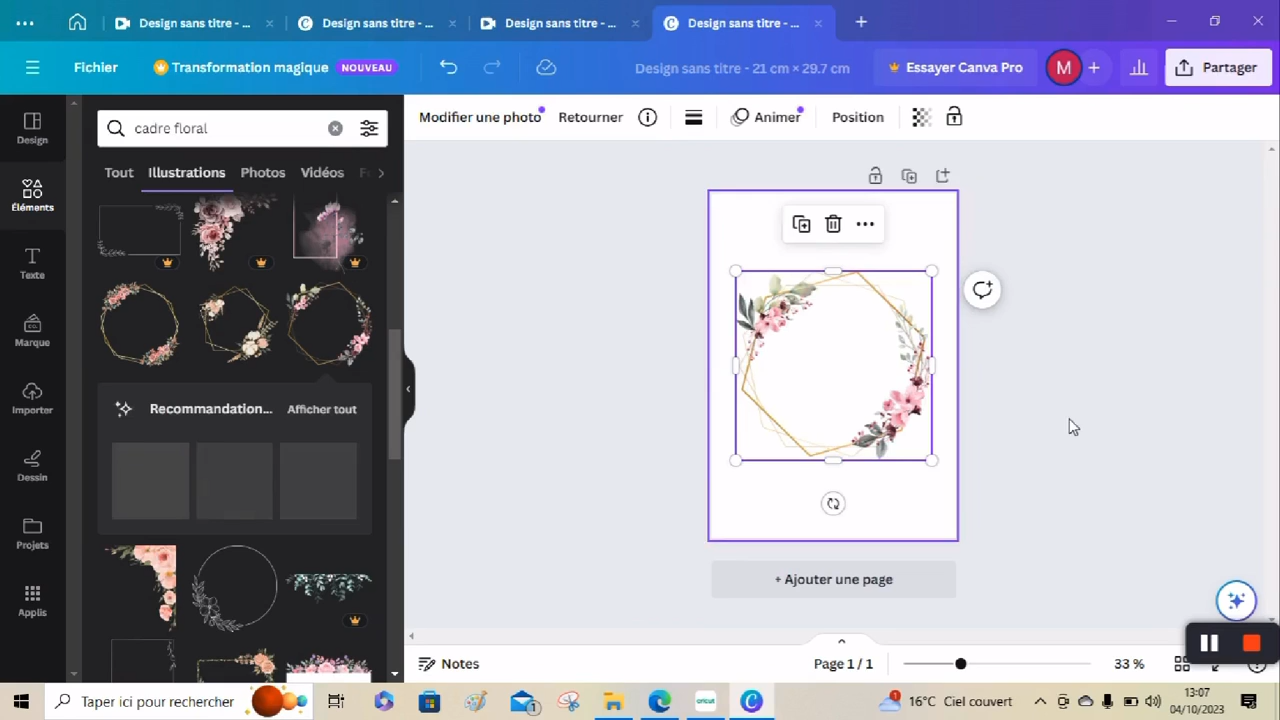 Design sans titre - ...
Design sans titre - ...
Design sans titre - ...
Design sans titre - ...
Fichier
Transformation magique NOUVEAU
Design sans titre - 21 cm × 29.7 cm
Essayer Canva Pro
M
Partager
Modifier une photo
Retourner
Animer
Position
cadre floral
Tout
Illustrations
Photos
Vidéos
Design
Éléments
Texte
Marque
Importer
Dessin
Projets
Applis
Recommandation...
Afficher tout
+ Ajouter une page
Notes
Page 1 / 1
33 %
Taper ici pour rechercher
1
cricut
1
16°C Ciel couvert
13:07
04/10/2023